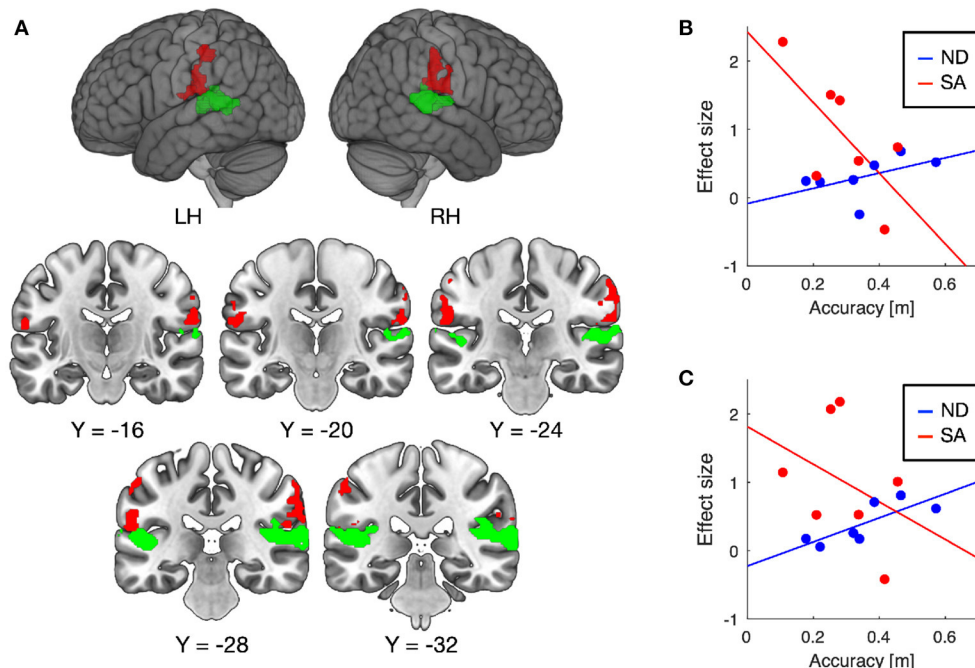 A
LH
RH
Y = -16
Y = -20
Y = -24
Y = -28
Y = -32
B
ND
SA
Effect size
2
1
0
-1
0
0.2
0.4
0.6
Accuracy [m]
C
ND
SA
Effect size
2
1
0
-1
0
0.2
0.4
0.6
Accuracy [m]